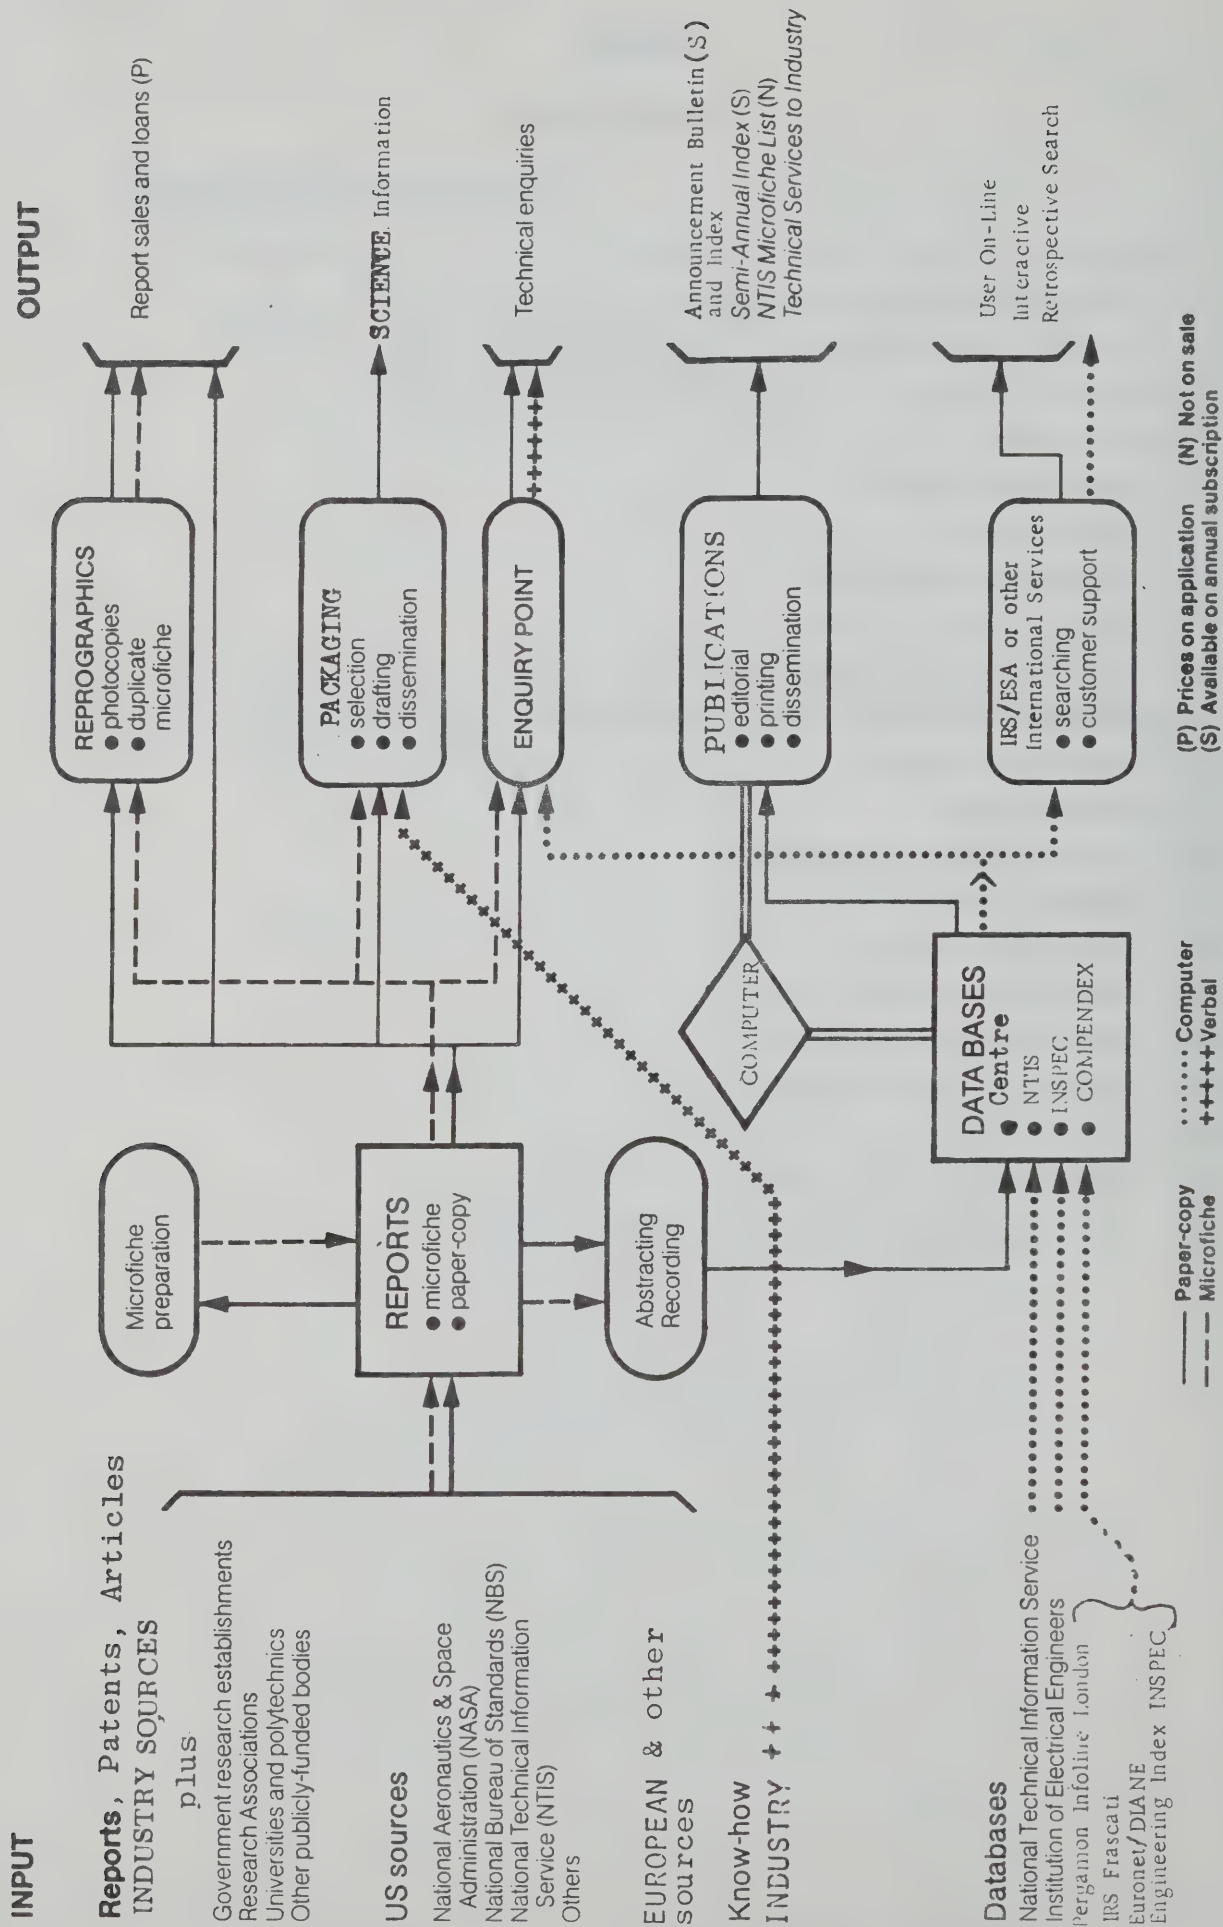 INPUT
Reports, Patents, Articles
INDUSTRY SOURCES
plus
Government research establishments
Research Associations
Universities and polytechnics
Other publicly-funded bodies
US sources
National Aeronautics & Space
Administration (NASA)
National Bureau of Standards (NBS)
National Technical Information
Service (NTIS)
Others
EUROPEAN & other
sources
Know-how
INDUSTRY
Databases
National Technical Information Service
Institution of Electrical Engineers
Pergamon Infoline London
IRS Frascati
Euronet/DIANE
Engineering Index INSPEC
Microfiche
preparation
REPORTS
● microfiche
● paper-copy
Abstracting
Recording
COMPUTER
DATA BASES
● Centre
● NTIS
● INSPEC
● COMPENDEX
REPROGRAPHICS
● photocopies
● duplicate
microfiche
PACKAGING
● selection
● drafting
● dissemination
ENQUIRY POINT
PUBLICATIONS
● editorial
● printing
● dissemination
IRS/ESA or other
International Services
● searching
● customer support
OUTPUT
Report sales and loans (P)
SCIENCE Information
Technical enquiries
Announcement Bulletin (S)
and Index
Semi-Annual Index (S)
NTIS Microfiche List (N)
Technical Services to Industry
User On-Line
Interactive
Retrospective Search
Paper-copy
Microfiche
Computer
Verbal
(P) Prices on application (N) Not on sale
(S) Available on annual subscription